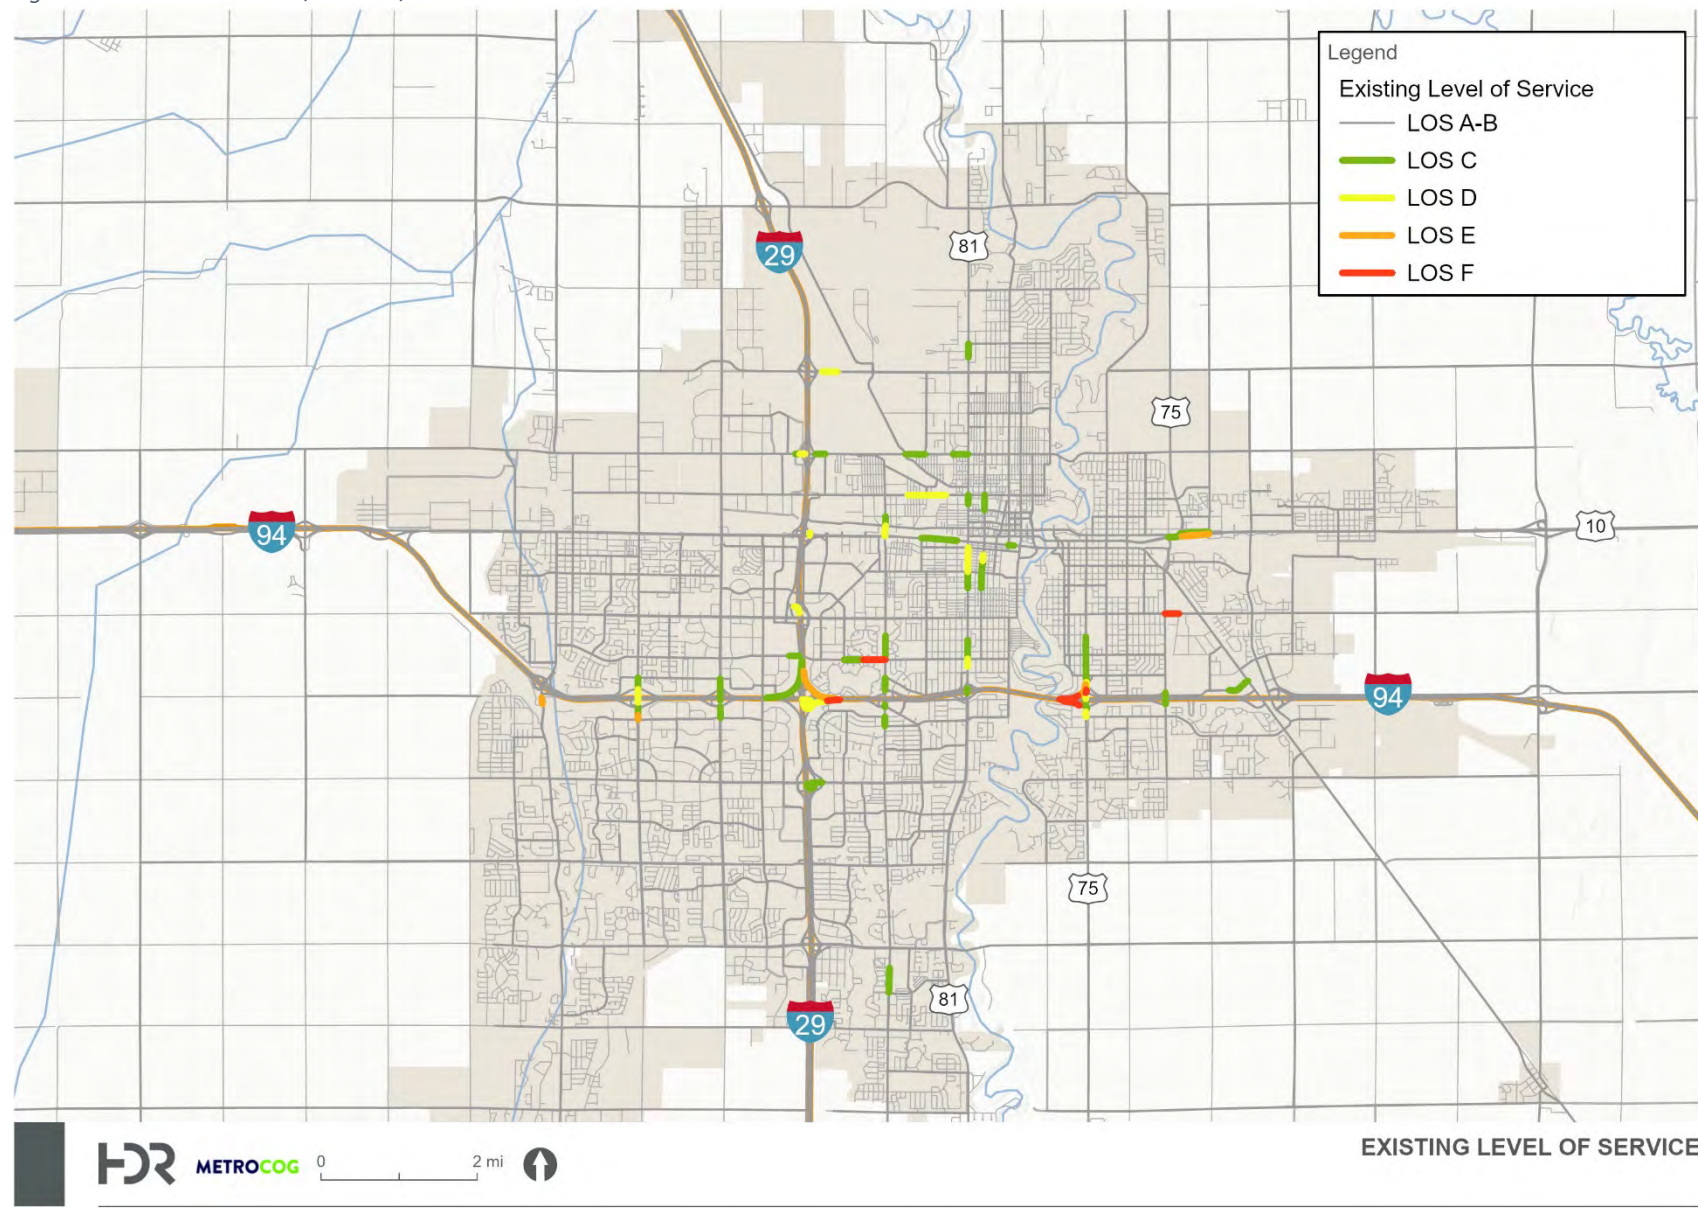 Legend
Existing Level of Service
LOS A-B
LOS C
LOS D
LOS E
LOS F
29
81
75
94
10
94
75
81
29
HDR
METROCOG
0
2 mi
EXISTING LEVEL OF SERVICE